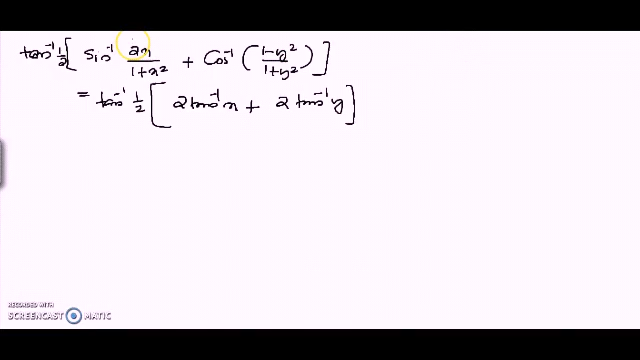 tan⁻¹ 1/2 [ Sin⁻¹ 2x/1+x² + Cos⁻¹ (1-y²/1+y²) ]
= tan⁻¹ 1/2 [ 2tan⁻¹x + 2tan⁻¹y ]
RECORDED WITH
SCREENCAST MATIC